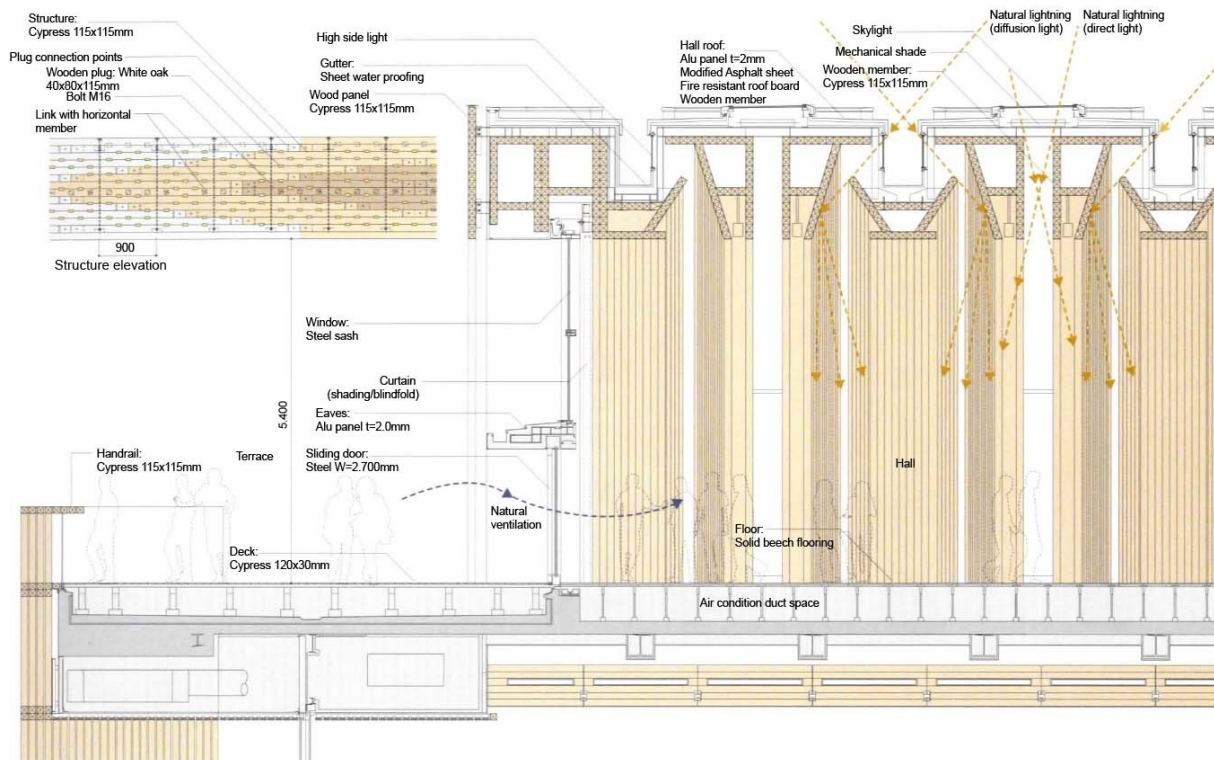 Structure:
Cypress 115x115mm
Plug connection points
Wooden plug: White oak
40x80x115mm
Bolt M16
Link with horizontal
member
900
Structure elevation
High side light
Gutter:
Sheet water proofing
Wood panel
Cypress 115x115mm
Hall roof:
Alu panel t=2mm
Modified Asphalt sheet
Fire resistant roof board
Wooden member
Skylight
Mechanical shade
Wooden member:
Cypress 115x115mm
Natural lightning
(diffusion light)
Natural lightning
(direct light)
Window:
Steel sash
Curtain
(shading/blindfold)
5.400
Eaves:
Alu panel t=2.0mm
Handrail:
Cypress 115x115mm
Terrace
Sliding door:
Steel W=2.700mm
Hall
Natural
ventilation
Floor:
Solid beech flooring
Deck:
Cypress 120x30mm
Air condition duct space